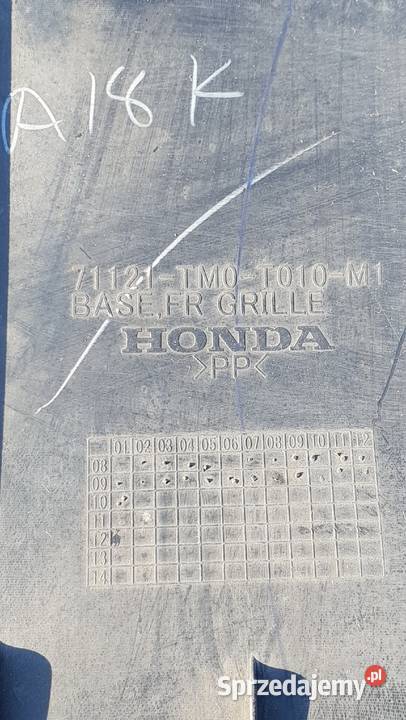 A 18 K
71121-TM0-T010-M1
BASE,FR GRILLE
HONDA
>PP<
01 02 03 04 05 06 07 08 09 10 11 12
08
09
10
11
12
13
14
Sprzedajemy.pl